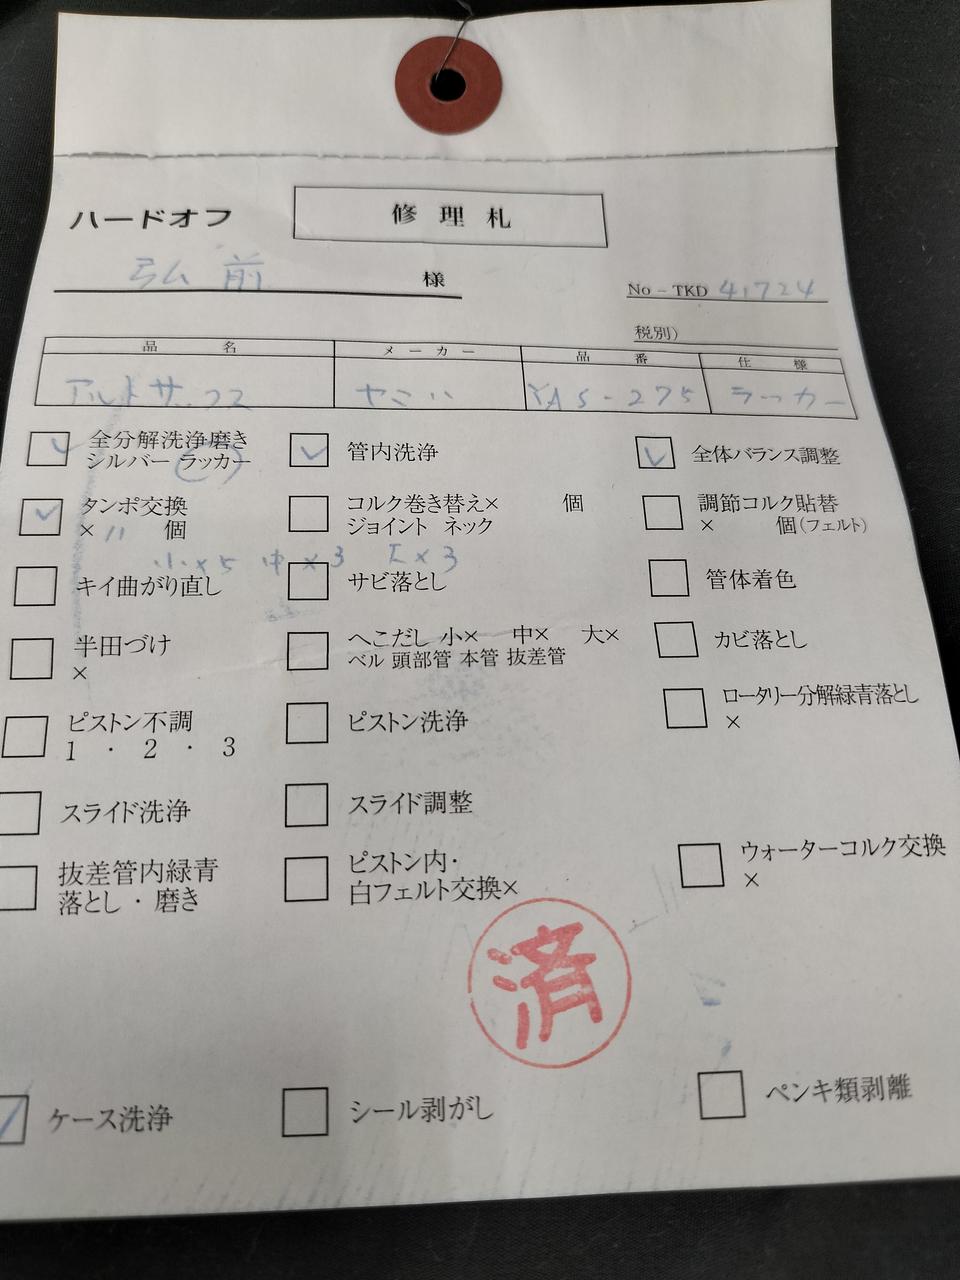 ハードオフ
修理札
弘前 様
No－TKD 41724
税別）
品名 メーカー 品番 仕様
アルトサックス ヤマハ YAS-275 ラッカー
全分解洗浄磨き
シルバー ラッカー
管内洗浄
全体バランス調整
タンポ交換
× 11 個
小×5 中×3 大×3
コルク巻き替え× 個
ジョイント ネック
調節コルク貼替
× 個（フェルト）
キイ曲がり直し
サビ落とし
管体着色
半田づけ
×
へこだし 小× 中× 大×
ベル 頭部管 本管 抜差管
カビ落とし
ピストン不調
1・2・3
ピストン洗浄
ロータリー分解緑青落とし
×
スライド洗浄
スライド調整
抜差管内緑青
落とし・磨き
ピストン内・
白フェルト交換×
ウォーターコルク交換
×
済
ケース洗浄
シール剥がし
ペンキ類剥離